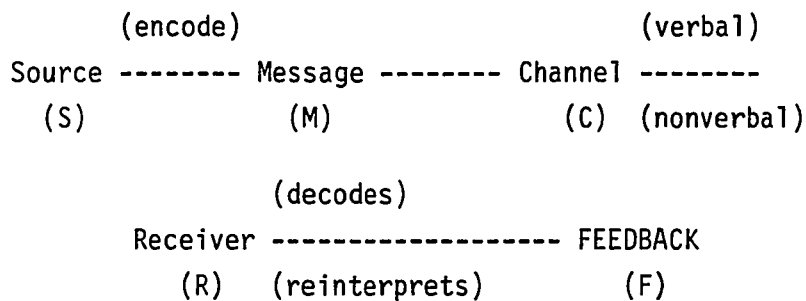 (encode) (verbal)
Source -------- Message -------- Channel --------
(S) (M) (C) (nonverbal)
(decodes)
Receiver -------------------- FEEDBACK
(R) (reinterprets) (F)